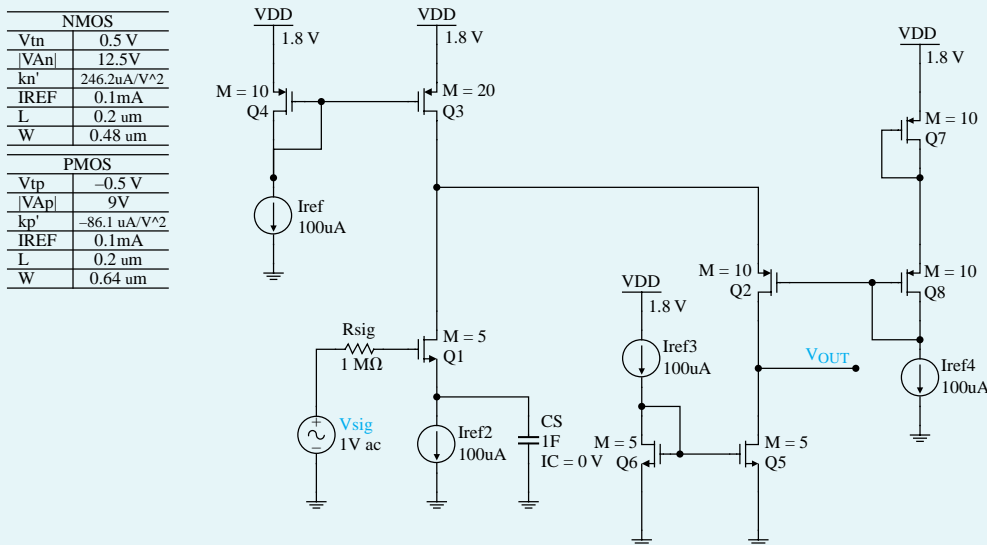 NMOS
Vtn 0.5 V
|VAn| 12.5V
kn' 246.2uA/V^2
IREF 0.1mA
L 0.2 um
W 0.48 um
PMOS
Vtp –0.5 V
|VAp| 9V
kp' –86.1 uA/V^2
IREF 0.1mA
L 0.2 um
W 0.64 um
VDD
1.8 V
M = 10
Q4
Iref
100uA
VDD
1.8 V
M = 20
Q3
Rsig
1 MΩ
M = 5
Q1
Vsig
1V ac
Iref2
100uA
CS
1F
IC = 0 V
VDD
1.8 V
Iref3
100uA
M = 5
Q6
M = 5
Q5
M = 10
Q2
VOUT
VDD
1.8 V
M = 10
Q7
M = 10
Q8
Iref4
100uA